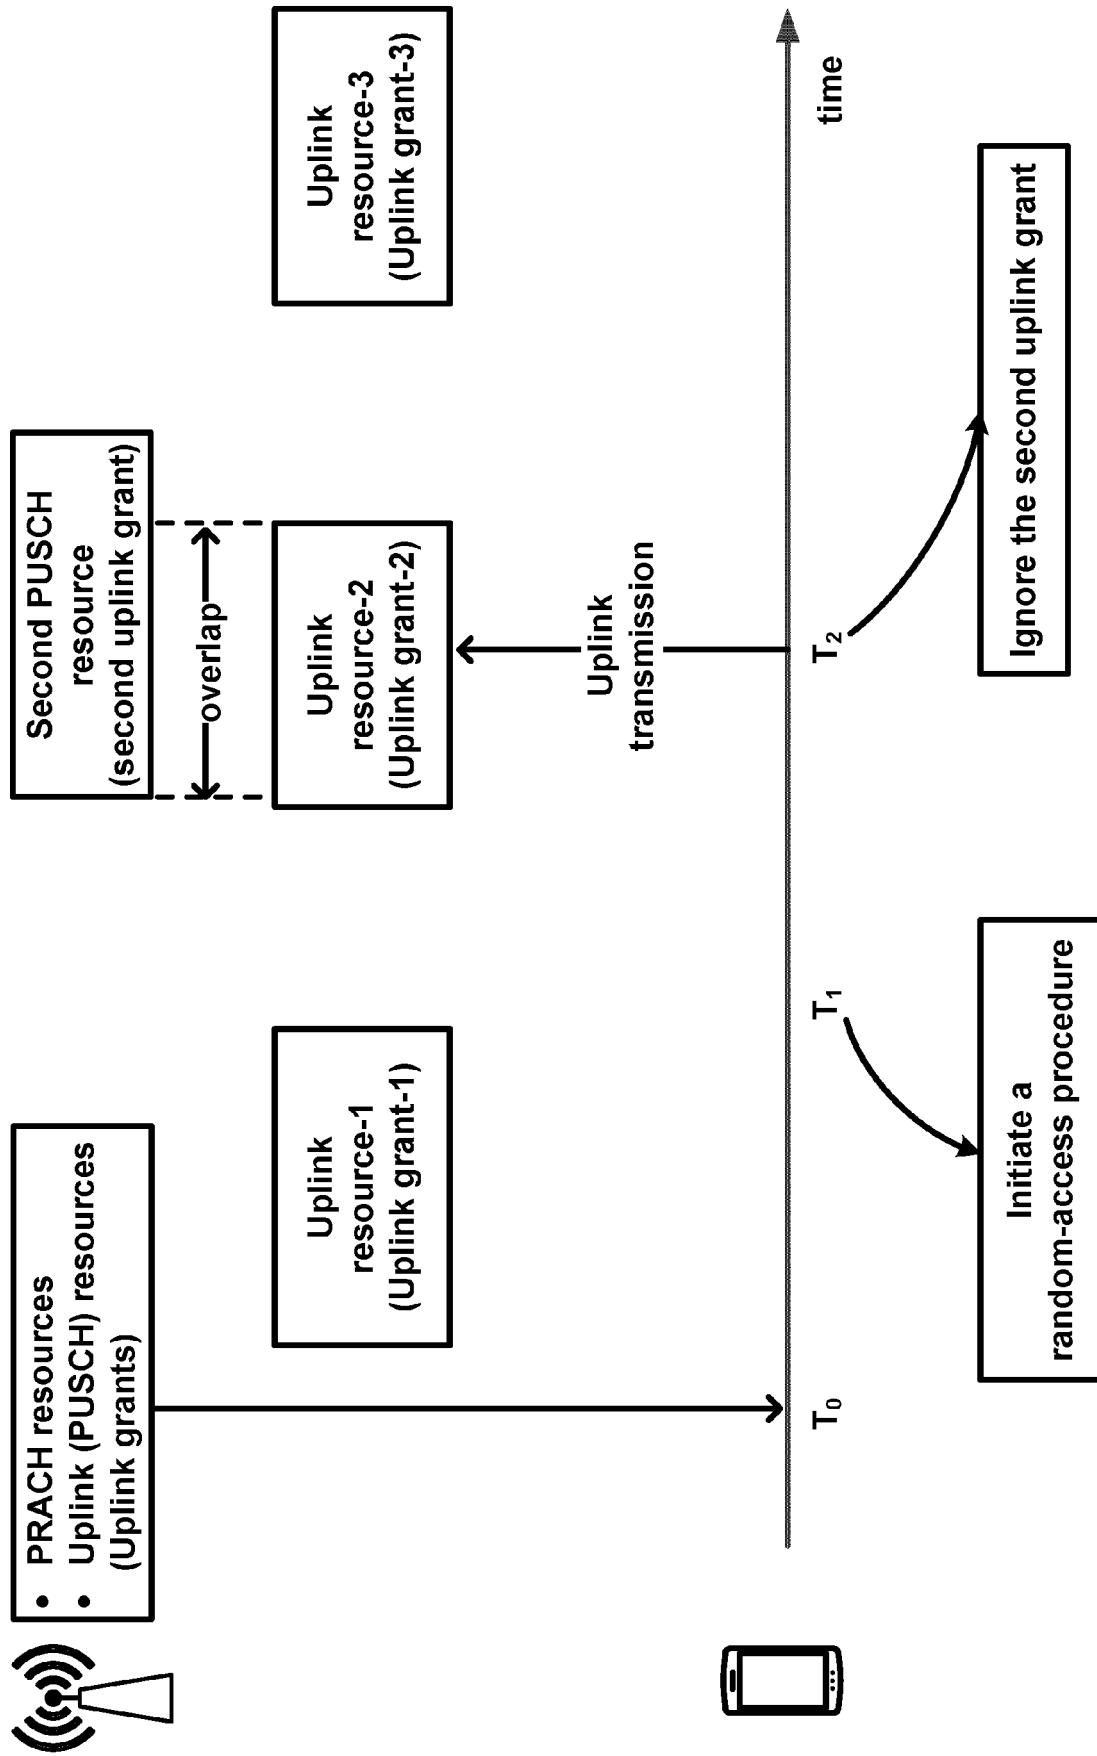 • PRACH resources
• Uplink (PUSCH) resources
(Uplink grants)
Second PUSCH
resource
(second uplink grant)
overlap
Uplink
resource-1
(Uplink grant-1)
Uplink
resource-2
(Uplink grant-2)
Uplink
resource-3
(Uplink grant-3)
Uplink
transmission
T0
T1
T2
time
Initiate a
random-access procedure
Ignore the second uplink grant